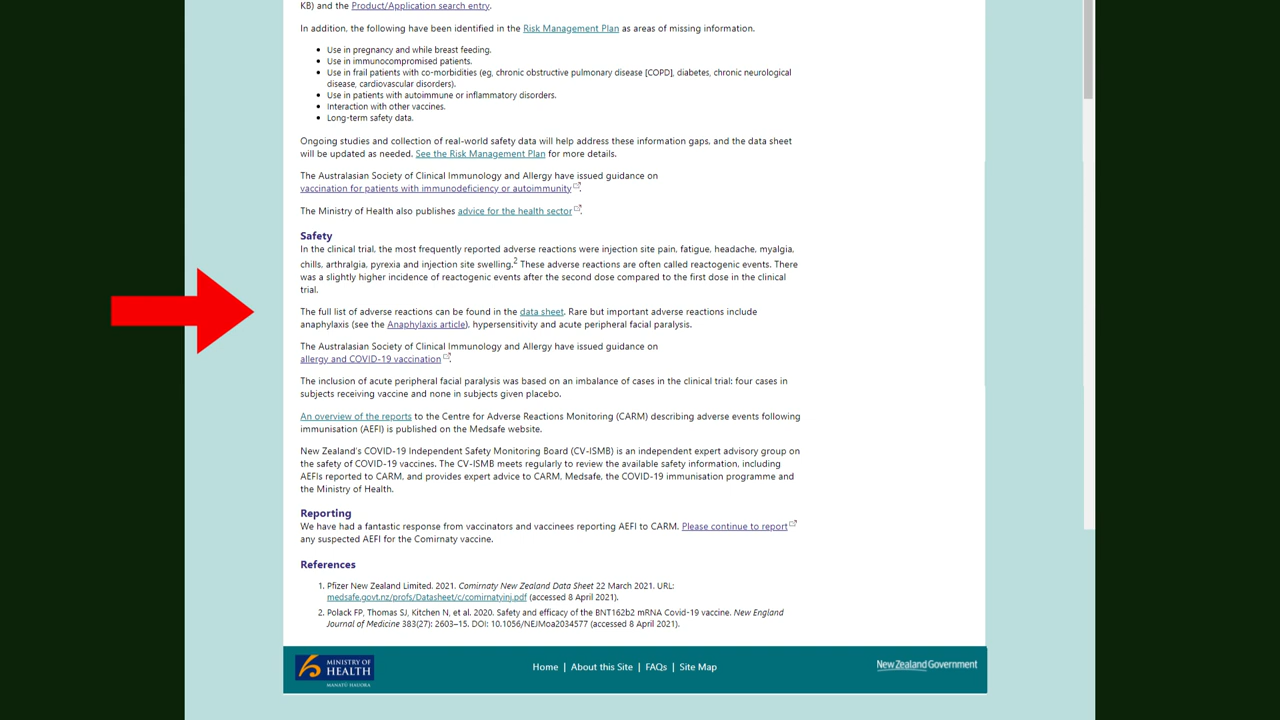 KB) and the Product/Application search entry.
In addition, the following have been identified in the Risk Management Plan as areas of missing information.
• Use in pregnancy and while breast feeding.
• Use in immunocompromised patients.
• Use in frail patients with co-morbidities (eg, chronic obstructive pulmonary disease [COPD], diabetes, chronic neurological
disease, cardiovascular disorders).
• Use in patients with autoimmune or inflammatory disorders.
• Interaction with other vaccines.
• Long-term safety data.
Ongoing studies and collection of real-world safety data will help address these information gaps, and the data sheet
will be updated as needed. See the Risk Management Plan for more details.
The Australasian Society of Clinical Immunology and Allergy have issued guidance on
vaccination for patients with immunodeficiency or autoimmunity.
The Ministry of Health also publishes advice for the health sector.
Safety
In the clinical trial, the most frequently reported adverse reactions were injection site pain, fatigue, headache, myalgia,
chills, arthralgia, pyrexia and injection site swelling.2 These adverse reactions are often called reactogenic events. There
was a slightly higher incidence of reactogenic events after the second dose compared to the first dose in the clinical
trial.
The full list of adverse reactions can be found in the data sheet. Rare but important adverse reactions include
anaphylaxis (see the Anaphylaxis article), hypersensitivity and acute peripheral facial paralysis.
The Australasian Society of Clinical Immunology and Allergy have issued guidance on
allergy and COVID-19 vaccination.
The inclusion of acute peripheral facial paralysis was based on an imbalance of cases in the clinical trial: four cases in
subjects receiving vaccine and none in subjects given placebo.
An overview of the reports to the Centre for Adverse Reactions Monitoring (CARM) describing adverse events following
immunisation (AEFI) is published on the Medsafe website.
New Zealand's COVID-19 Independent Safety Monitoring Board (CV-ISMB) is an independent expert advisory group on
the safety of COVID-19 vaccines. The CV-ISMB meets regularly to review the available safety information, including
AEFIs reported to CARM, and provides expert advice to CARM, Medsafe, the COVID-19 immunisation programme and
the Ministry of Health.
Reporting
We have had a fantastic response from vaccinators and vaccinees reporting AEFI to CARM. Please continue to report
any suspected AEFI for the Comirnaty vaccine.
References
1. Pfizer New Zealand Limited. 2021. Comirnaty New Zealand Data Sheet 22 March 2021. URL:
medsafe.govt.nz/profs/Datasheet/c/comirnatyinj.pdf (accessed 8 April 2021).
2. Polack FP, Thomas SJ, Kitchen N, et al. 2020. Safety and efficacy of the BNT162b2 mRNA Covid-19 vaccine. New England
Journal of Medicine 383(27): 2603–15. DOI: 10.1056/NEJMoa2034577 (accessed 8 April 2021).
MINISTRY OF
HEALTH
MANATŪ HAUORA
Home | About this Site | FAQs | Site Map
New Zealand Government